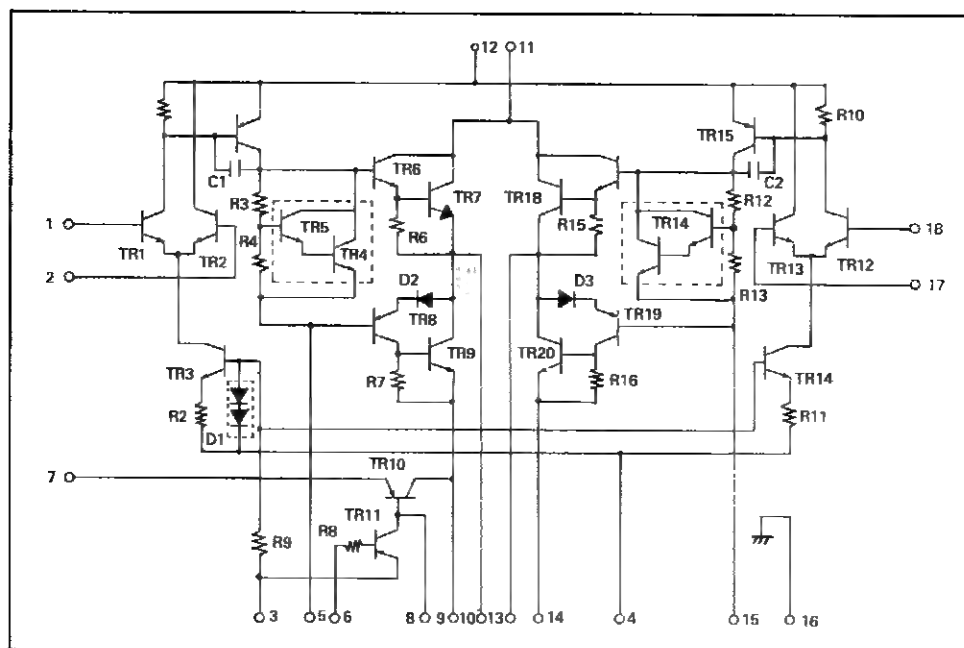 12 11
R10
TR15
C1
TR6
C2
R3
TR7
TR18
R12
TR5
TR14
1
R4
R6
R15
18
TR1
TR2
TR4
TR13
TR12
2
D2
D3
R13
17
TR8
TR19
TR9
TR20
TR3
R7
R16
TR14
R2
R11
D1
7
TR10
TR11
R8
R9
3 5 6 8 9 10 13 14 4 15 16